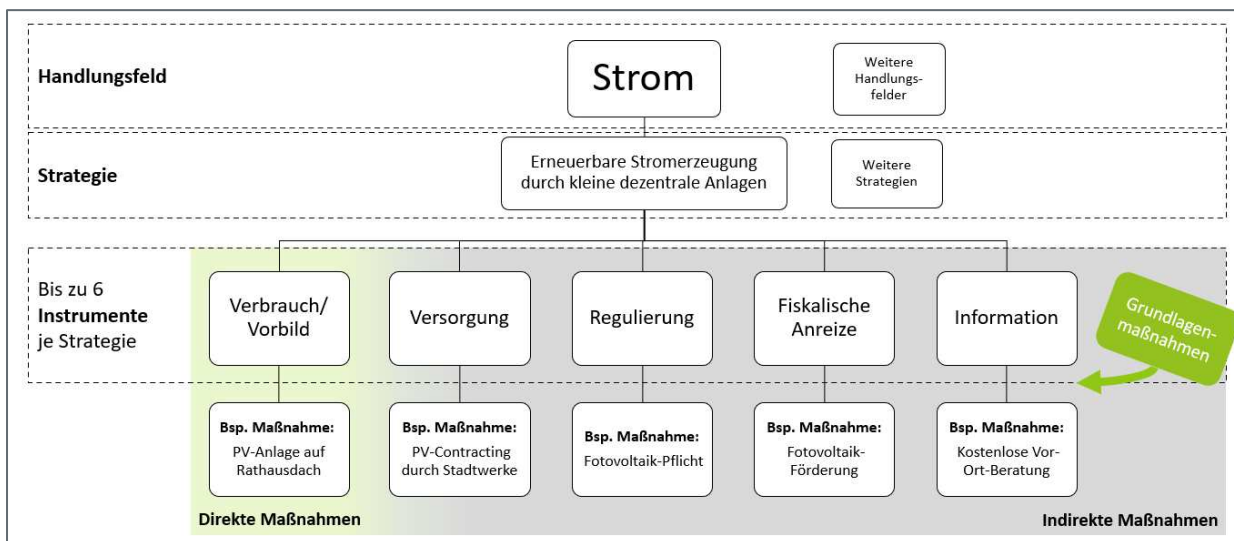 Handlungsfeld
Strom
Weitere
Handlungs-
felder
Strategie
Erneuerbare Stromerzeugung
durch kleine dezentrale Anlagen
Weitere
Strategien
Bis zu 6
Instrumente
je Strategie
Verbrauch/
Vorbild
Versorgung
Regulierung
Fiskalische
Anreize
Information
Grundlagen-
maßnahmen
Bsp. Maßnahme:
PV-Anlage auf
Rathausdach
Bsp. Maßnahme:
PV-Contracting
durch Stadtwerke
Bsp. Maßnahme:
Fotovoltaik-Pflicht
Bsp. Maßnahme:
Fotovoltaik-
Förderung
Bsp. Maßnahme:
Kostenlose Vor-
Ort-Beratung
Direkte Maßnahmen
Indirekte Maßnahmen